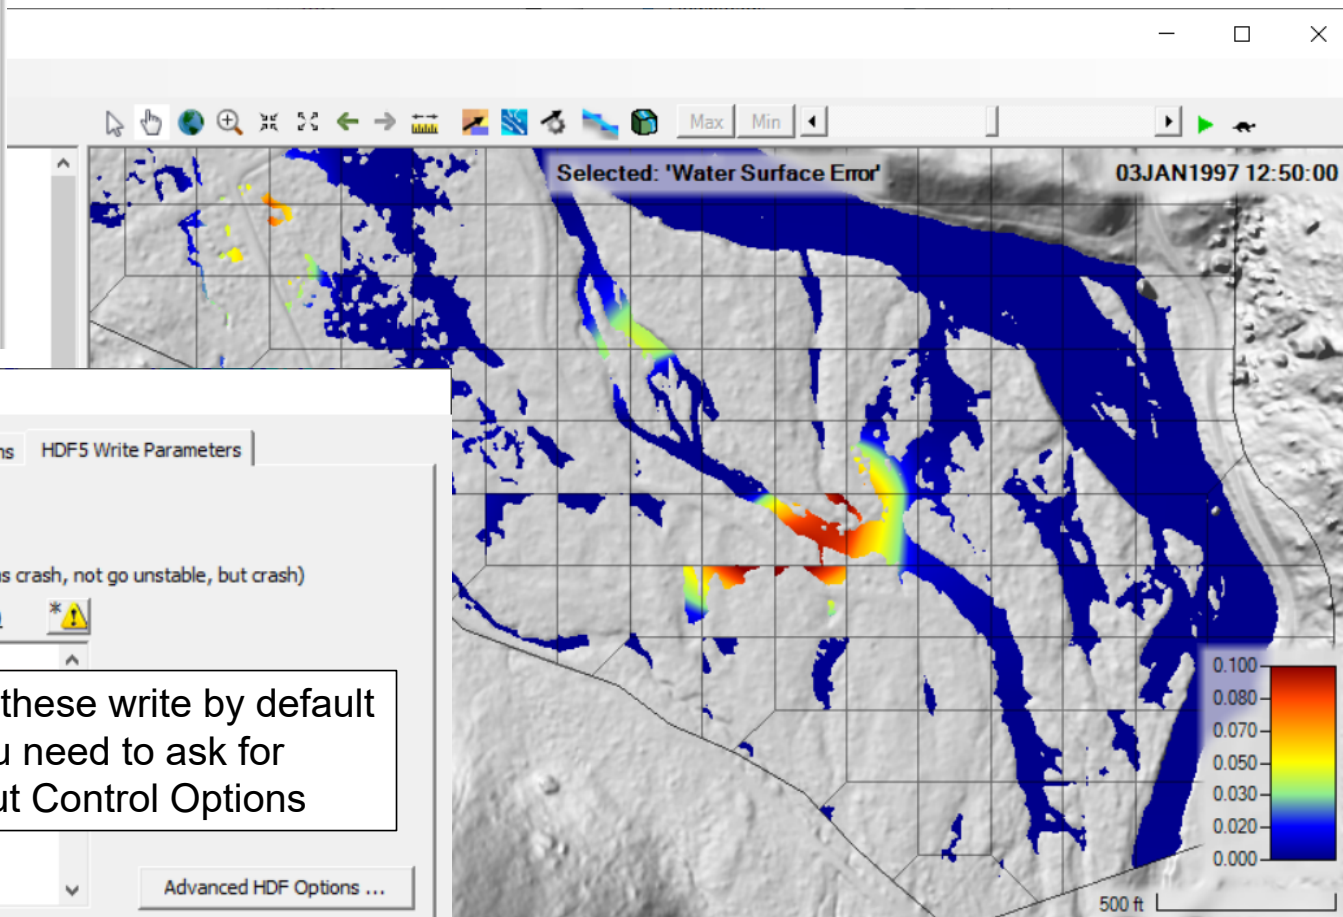 Max Min
Selected: 'Water Surface Error' 03JAN1997 12:50:00
HDF5 Write Parameters
crash, not go unstable, but crash)
these write by default
need to ask for
Control Options
Advanced HDF Options ...
0.100
0.080
0.070
0.050
0.030
0.020
0.000
500 ft